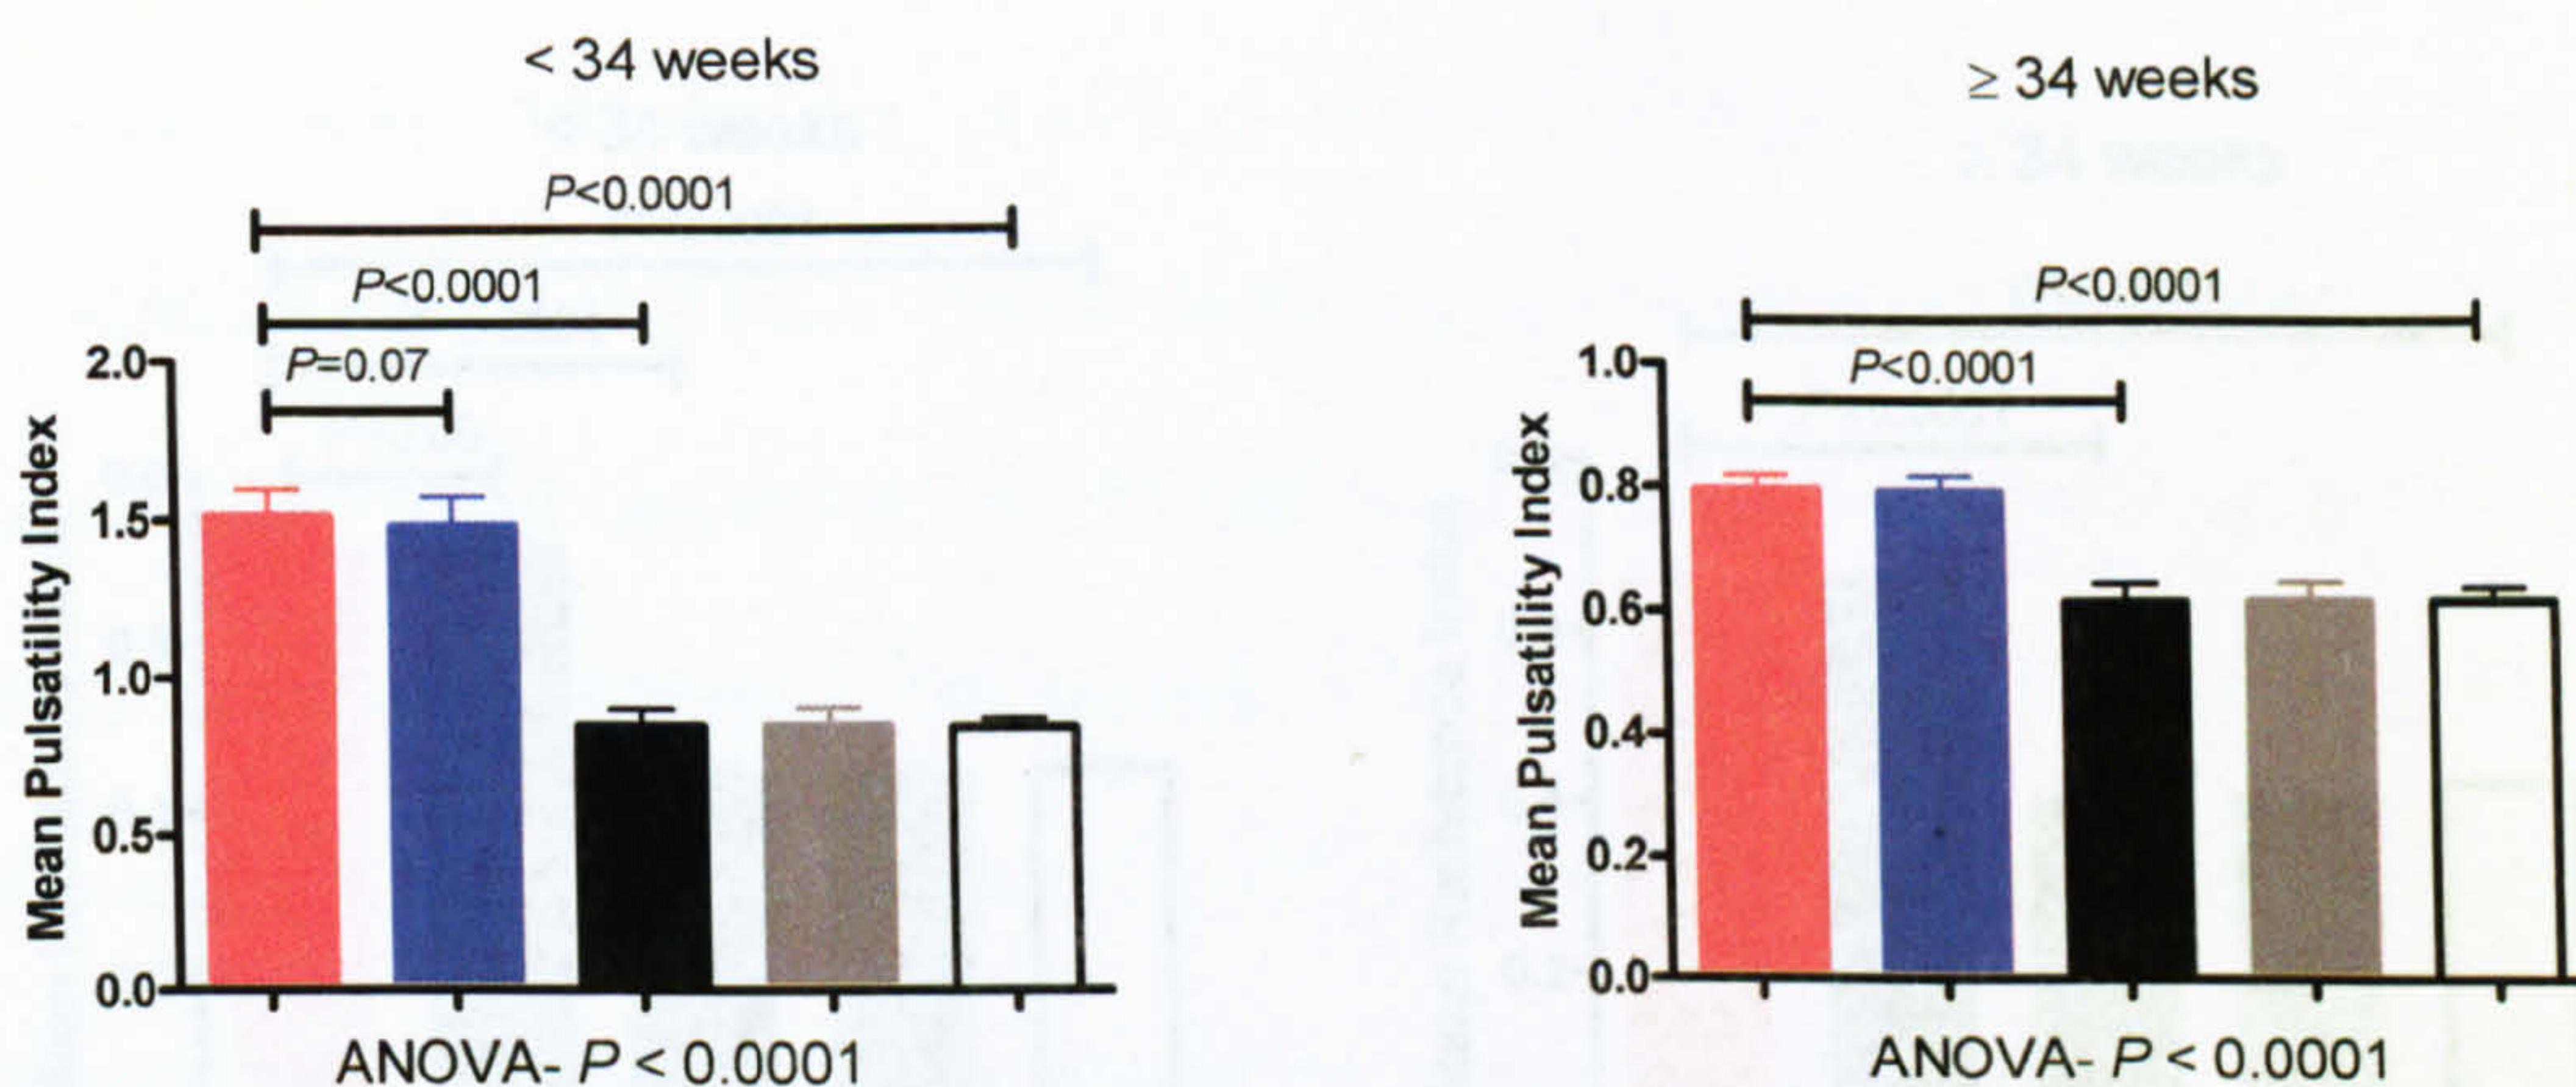 < 34 weeks
P<0.0001
P<0.0001
P=0.07
2.0
1.5
1.0
0.5
0.0
Mean Pulsatility Index
ANOVA- P < 0.0001
≥ 34 weeks
P<0.0001
P<0.0001
1.0
0.8
0.6
0.4
0.2
0.0
Mean Pulsatility Index
ANOVA- P < 0.0001